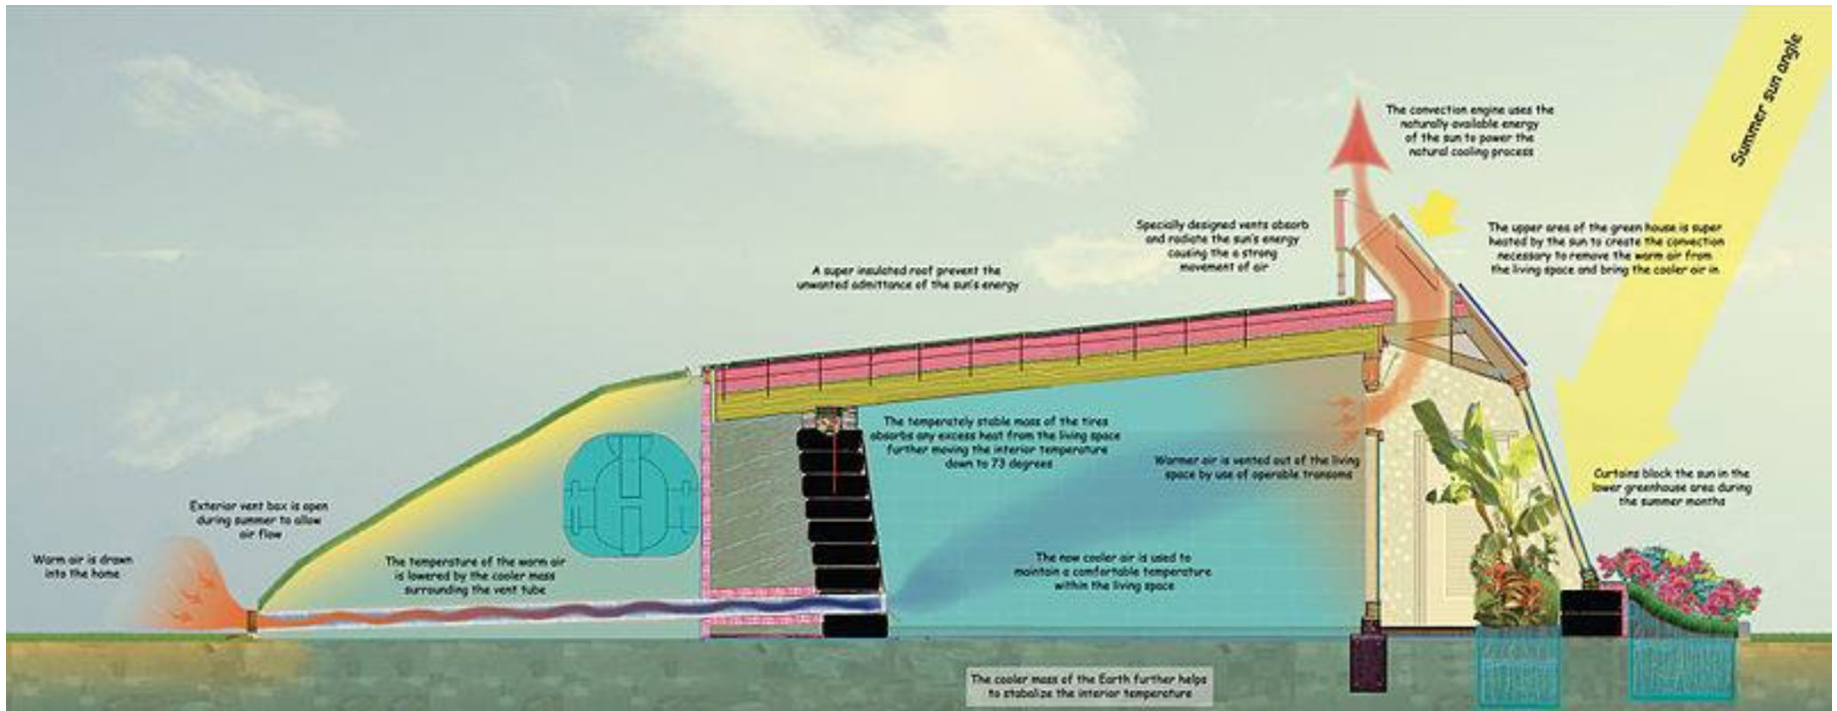 Summer sun angle
The convection engine uses the
naturally available energy
of the sun to power the
natural cooling process
Specially designed vents absorb
and radiate the sun's energy
causing the a strong
movement of air
The upper area of the green house is super
heated by the sun to create the convection
necessary to remove the warm air from
the living space and bring the cooler air in
A super insulated roof prevent the
unwanted admittance of the sun's energy
The temperately stable mass of the tires
absorbs any excess heat from the living space
further moving the interior temperature
down to 73 degrees
Warmer air is vented out of the living
space by use of operable transoms
Curtains block the sun in the
lower greenhouse area during
the summer months
Exterior vent box is open
during summer to allow
air flow
Warm air is drawn
into the home
The temperature of the warm air
is lowered by the cooler mass
surrounding the vent tube
The now cooler air is used to
maintain a comfortable temperature
within the living space
The cooler mass of the Earth further helps
to stabalize the interior temperature